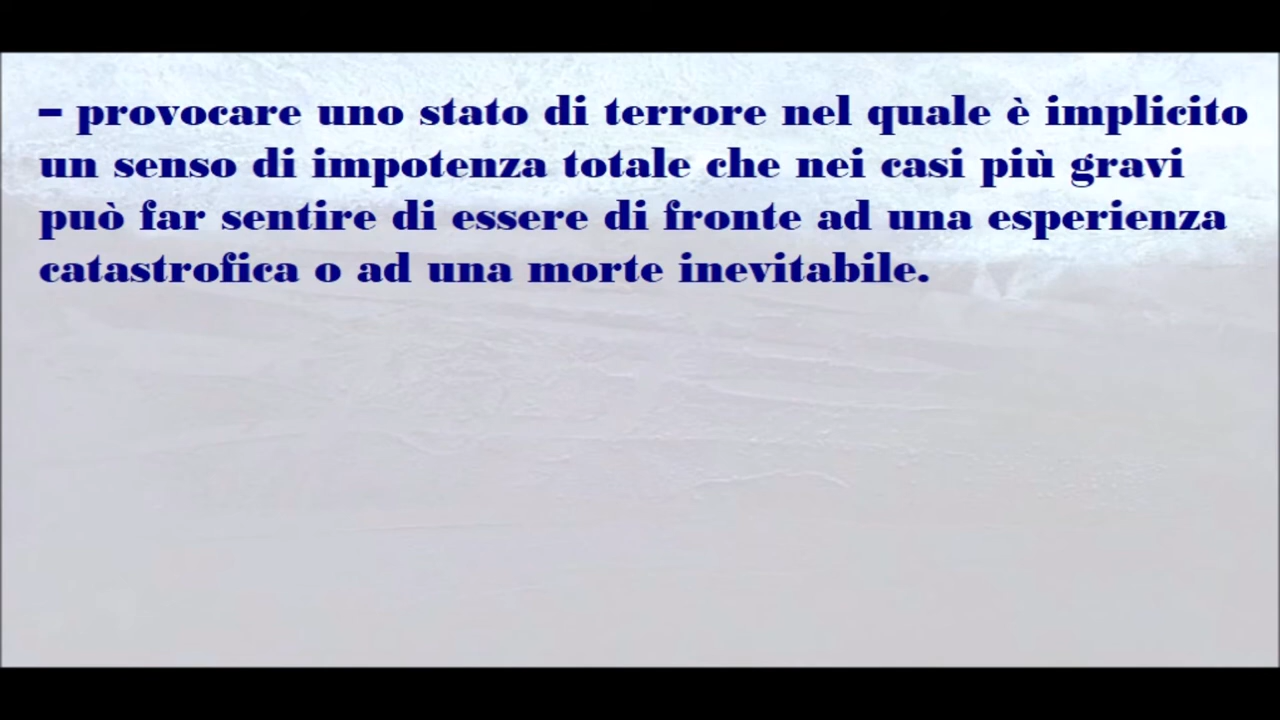 – provocare uno stato di terrore nel quale è implicito
un senso di impotenza totale che nei casi più gravi
può far sentire di essere di fronte ad una esperienza
catastrofica o ad una morte inevitabile.